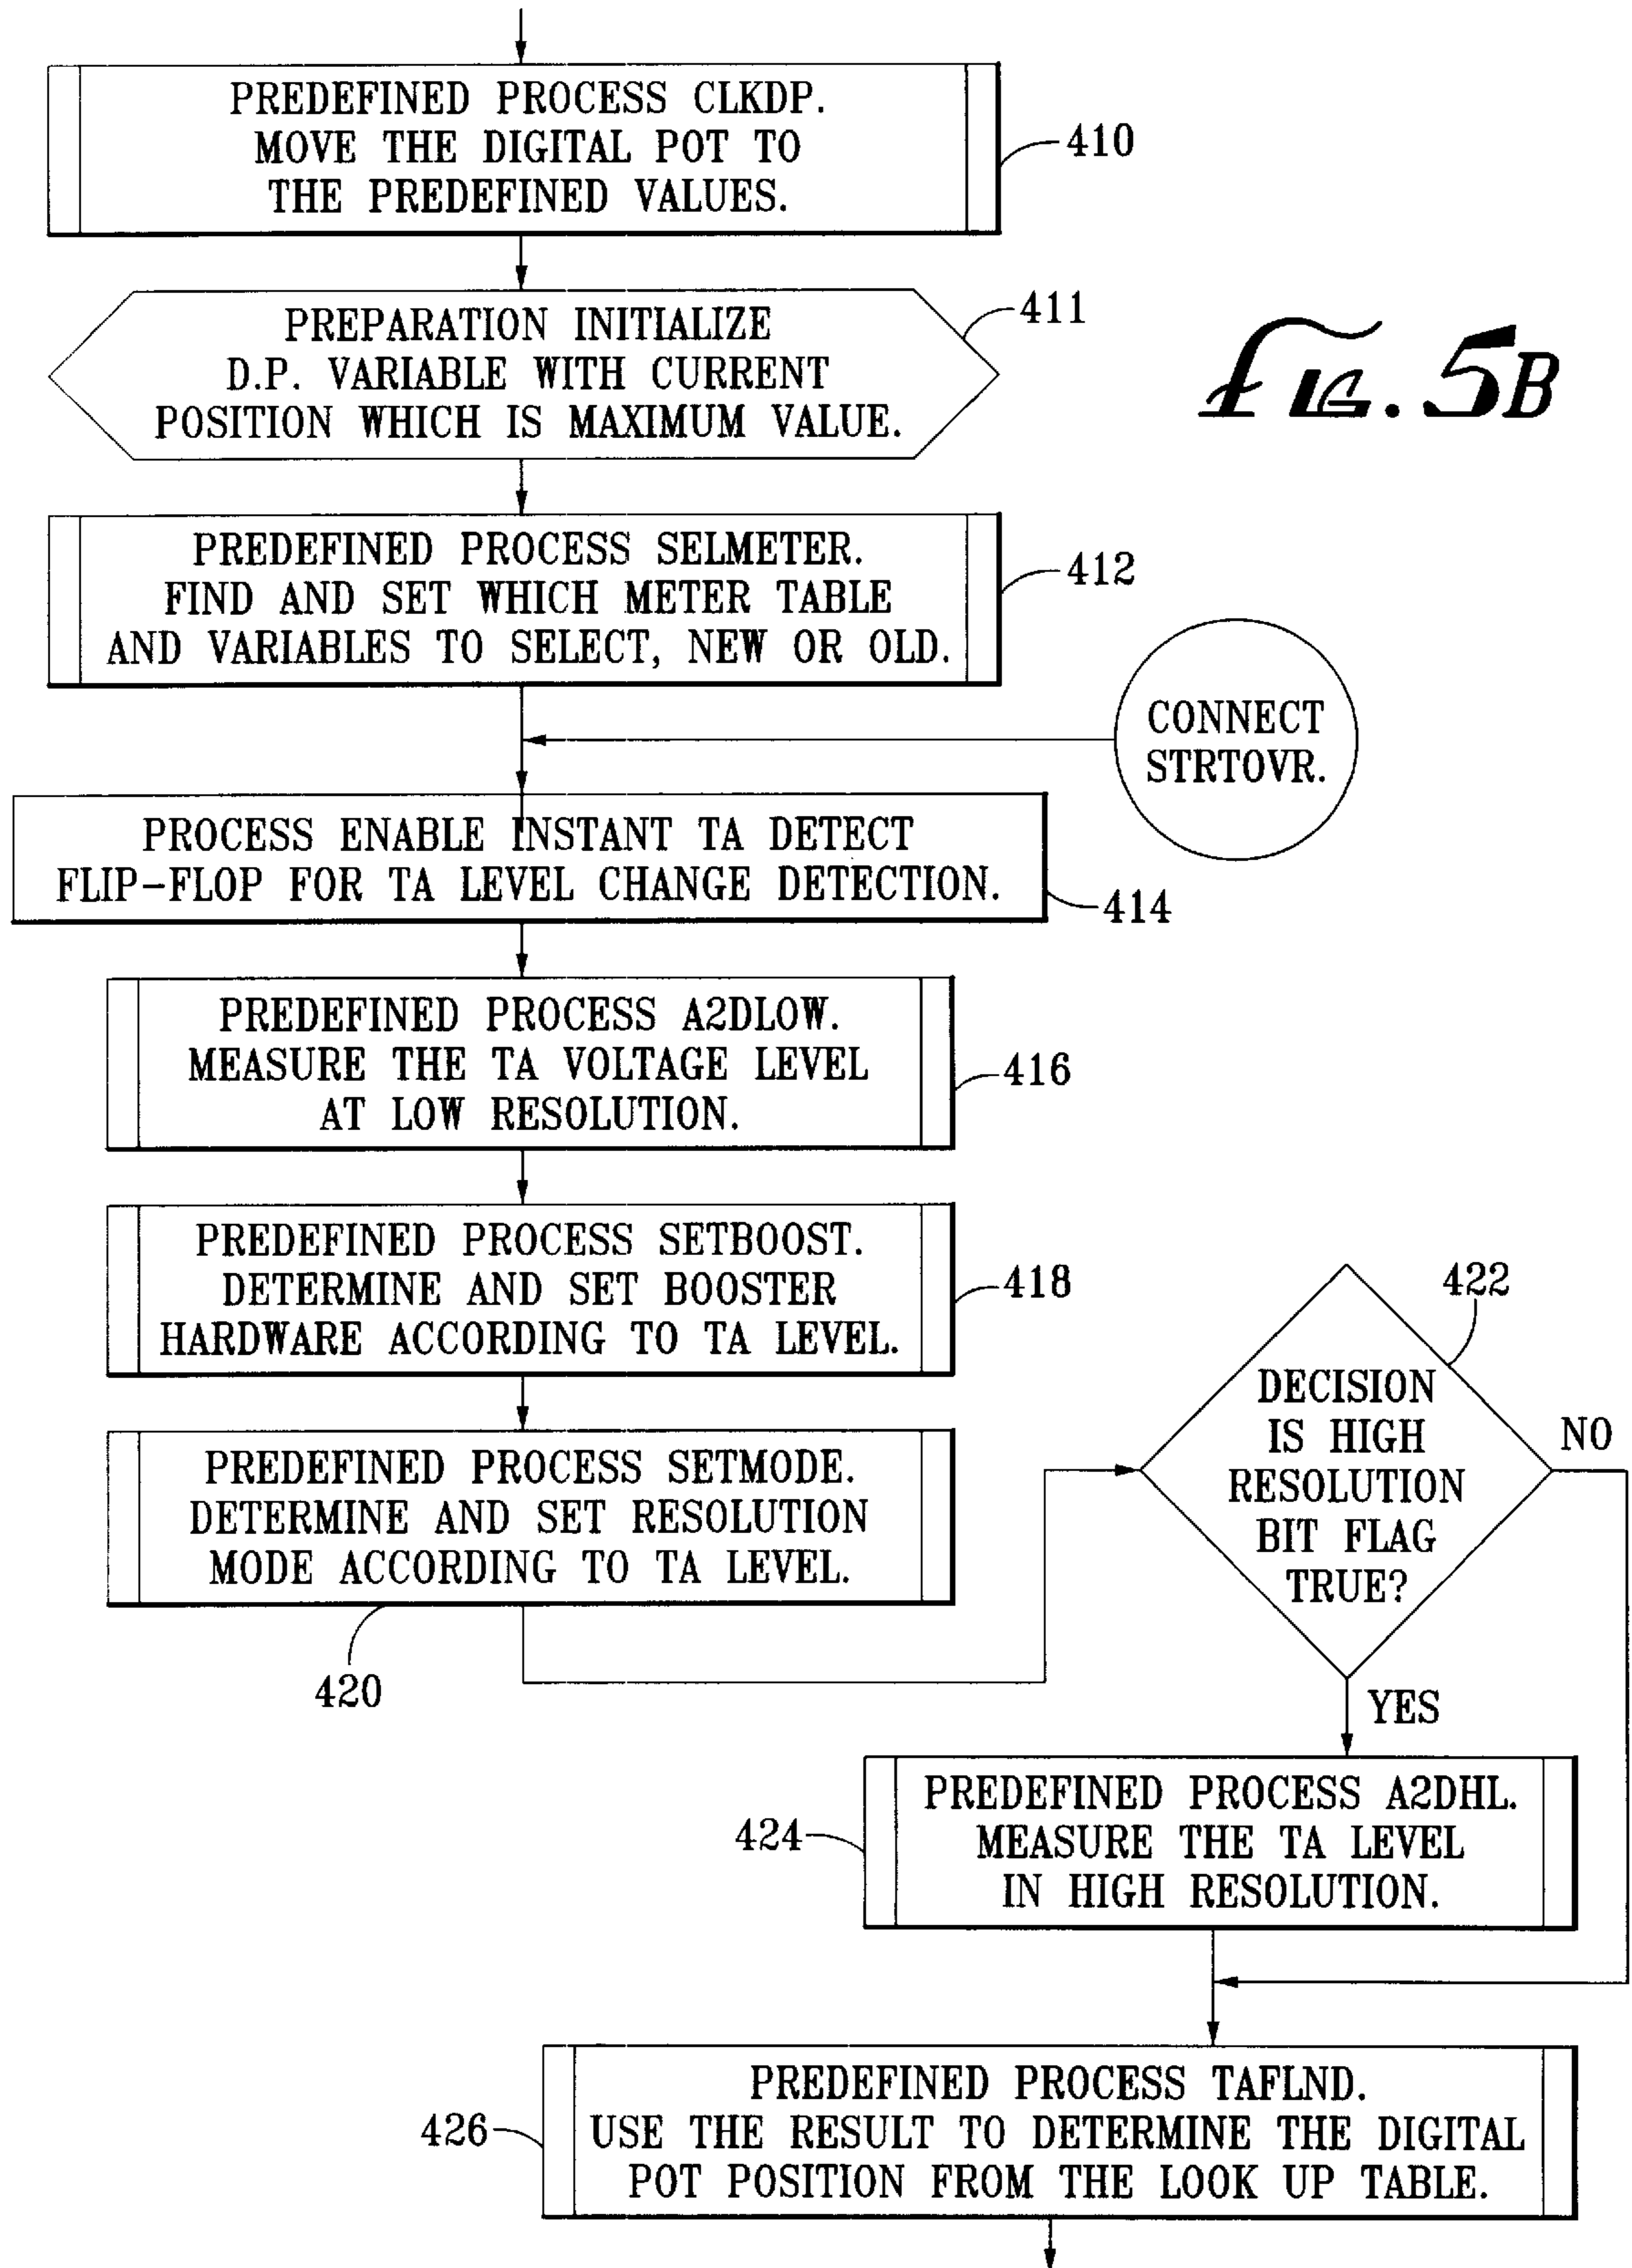 PREDEFINED PROCESS CLKDP.
MOVE THE DIGITAL POT TO
THE PREDEFINED VALUES.
410
PREPARATION INITIALIZE
D.P. VARIABLE WITH CURRENT
POSITION WHICH IS MAXIMUM VALUE.
411
FIG. 5B
PREDEFINED PROCESS SELMETER.
FIND AND SET WHICH METER TABLE
AND VARIABLES TO SELECT, NEW OR OLD.
412
CONNECT
STRTOVR.
PROCESS ENABLE INSTANT TA DETECT
FLIP-FLOP FOR TA LEVEL CHANGE DETECTION.
414
PREDEFINED PROCESS A2DLOW.
MEASURE THE TA VOLTAGE LEVEL
AT LOW RESOLUTION.
416
PREDEFINED PROCESS SETBOOST.
DETERMINE AND SET BOOSTER
HARDWARE ACCORDING TO TA LEVEL.
418
PREDEFINED PROCESS SETMODE.
DETERMINE AND SET RESOLUTION
MODE ACCORDING TO TA LEVEL.
420
422
DECISION
IS HIGH
RESOLUTION
BIT FLAG
TRUE?
NO
YES
PREDEFINED PROCESS A2DHL.
MEASURE THE TA LEVEL
IN HIGH RESOLUTION.
424
PREDEFINED PROCESS TAFLND.
USE THE RESULT TO DETERMINE THE DIGITAL
POT POSITION FROM THE LOOK UP TABLE.
426